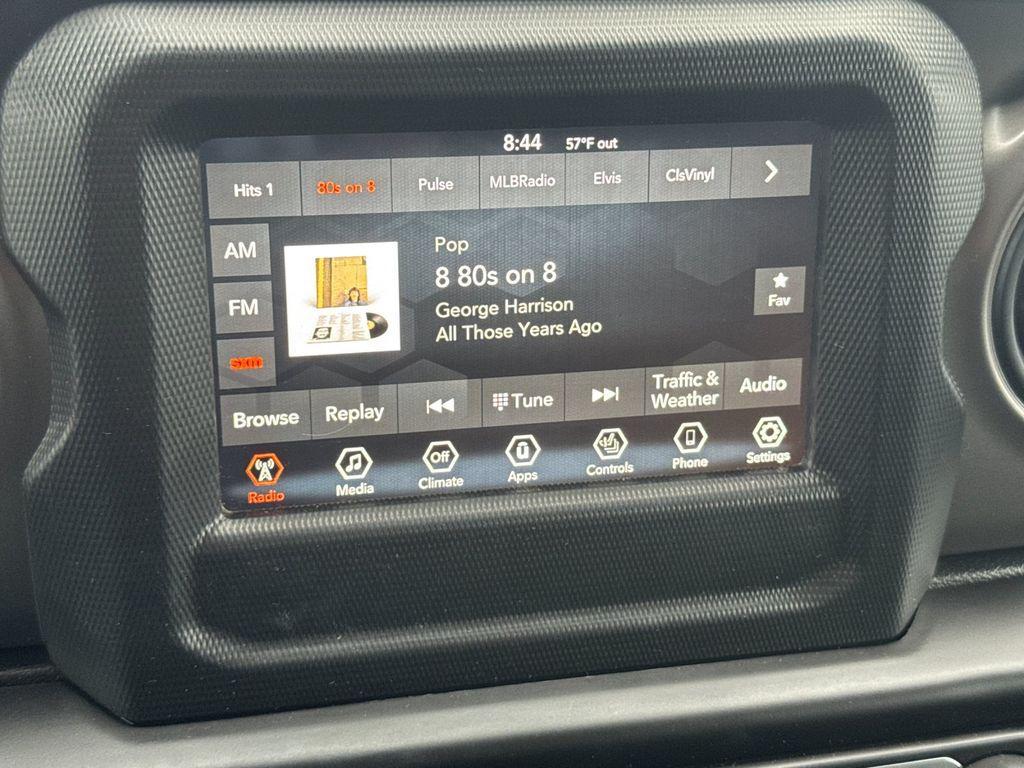 8:44 57°F out
Hits 1 80s on 8 Pulse MLBRadio Elvis ClsVinyl
AM
FM
sxm
Pop
8 80s on 8
George Harrison
All Those Years Ago
Fav
Browse Replay Tune Traffic & Weather Audio
Off
Radio Media Climate Apps Controls Phone Settings